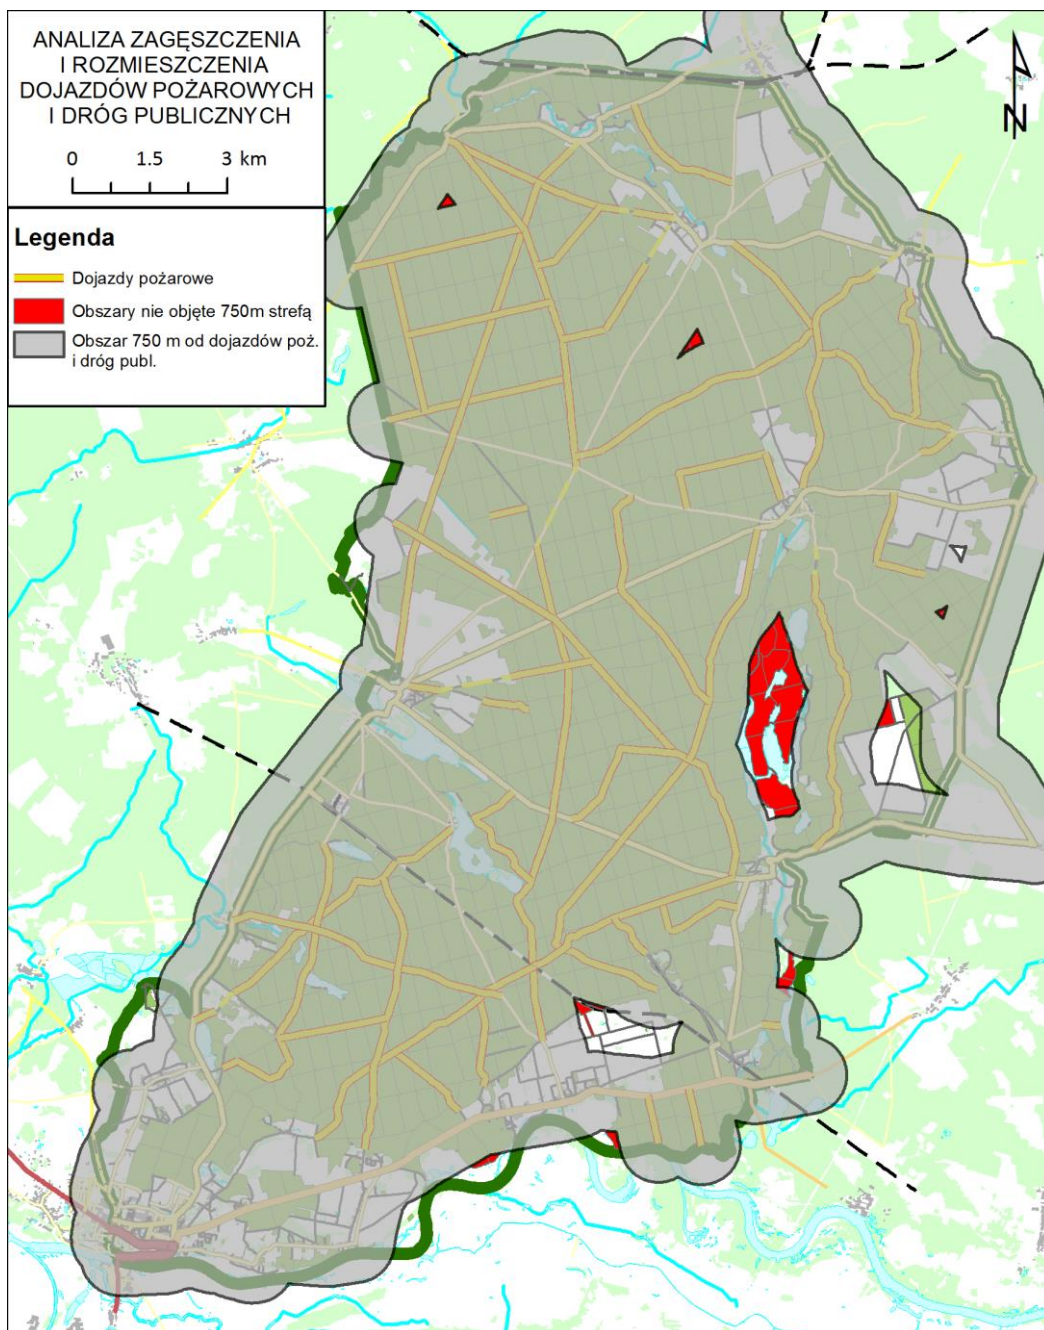 ANALIZA ZAGĘSZCZENIA
I ROZMIESZCZENIA
DOJAZDÓW POŻAROWYCH
I DRÓG PUBLICZNYCH
0 1.5 3 km
N
Legenda
Dojazdy pożarowe
Obszary nie objęte 750m strefą
Obszar 750 m od dojazdów poż.
i dróg publ.